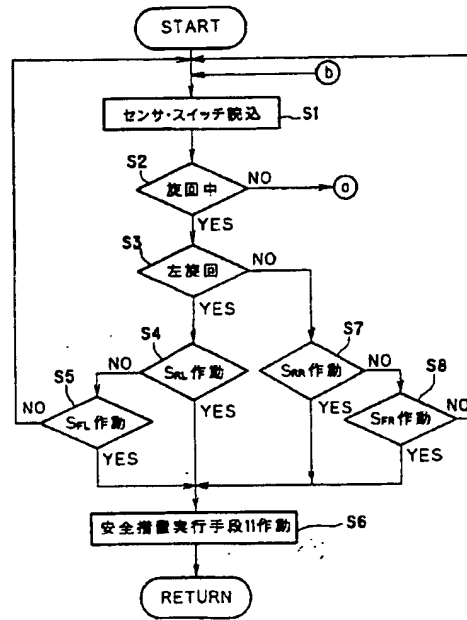 START
b
センサ・スイッチ読込 S1
S2
旋回中 NO a
YES
S3
左旋回 NO
YES
S4 S7
NO SRL作動 SRR作動 NO S8
S5
NO SFL作動 YES YES SFR作動 NO
YES YES
安全措置実行手段11作動 S6
RETURN